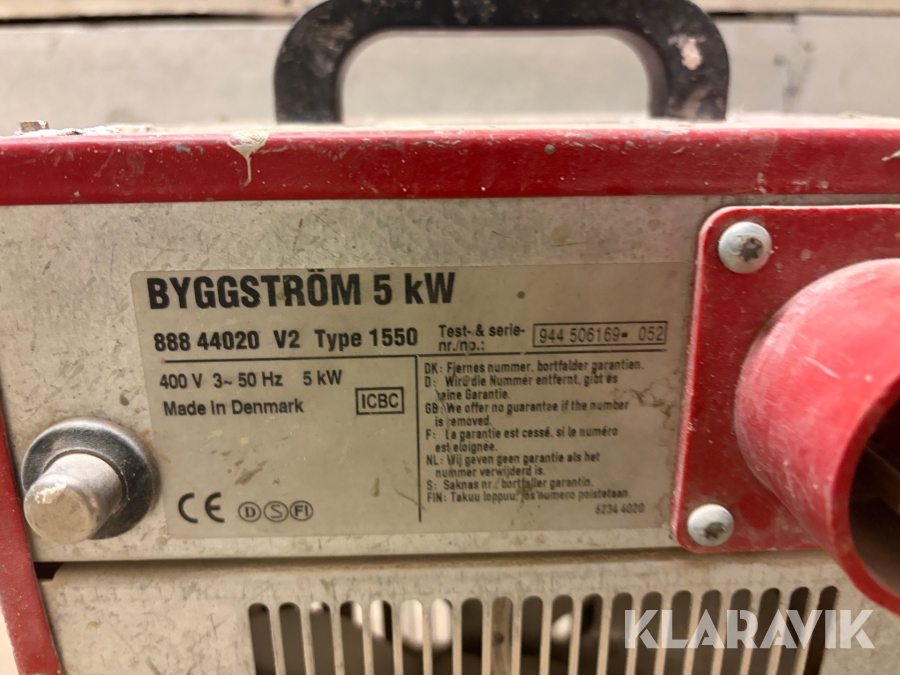 BYGGSTRÖM 5 kW
888 44020 V2 Type 1550
Test- & serie-
nr./no.:
944 506169- 052
400 V 3~ 50 Hz 5 kW
Made in Denmark
ICBC
CE D S FI
DK: Fjernes nummer, bortfalder garantien.
D: Wird die Nummer entfernt, gibt es
keine Garantie.
GB: We offer no guarantee if the number
is removed.
F: La garantie est cessé, si le numéro
est eloignee.
NL: Wij geven geen garantie als het
nummer verwijderd is.
S: Saknas nr., bortfaller garantin.
FIN: Takuu loppuu, jos numero poistetaan.
6234 4020
KLARAVIK